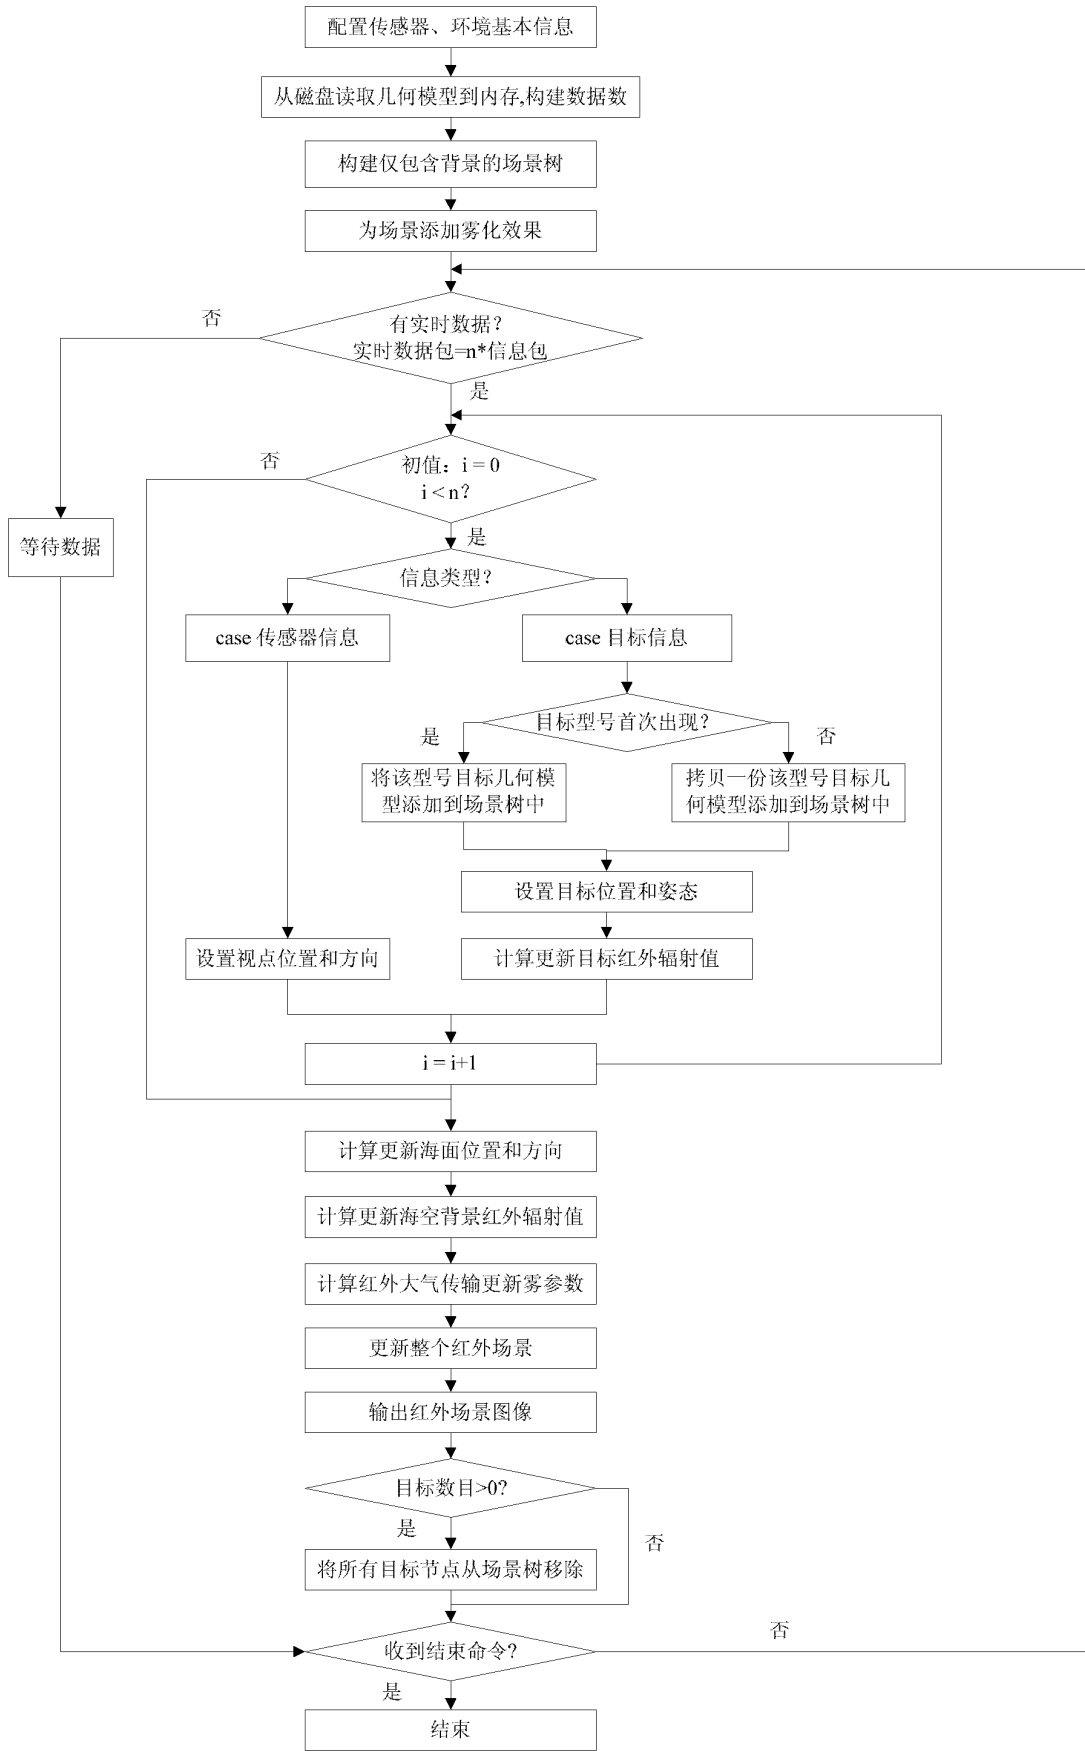 配置传感器、环境基本信息
从磁盘读取几何模型到内存,构建数据数
构建仅包含背景的场景树
为场景添加雾化效果
否
有实时数据？
实时数据包=n*信息包
是
否
初值：i = 0
i < n？
是
等待数据
信息类型？
case 传感器信息
case 目标信息
目标型号首次出现？
是
否
将该型号目标几何模
型添加到场景树中
拷贝一份该型号目标几
何模型添加到场景树中
设置目标位置和姿态
设置视点位置和方向
计算更新目标红外辐射值
i = i+1
计算更新海面位置和方向
计算更新海空背景红外辐射值
计算红外大气传输更新雾参数
更新整个红外场景
输出红外场景图像
目标数目>0?
是
否
将所有目标节点从场景树移除
收到结束命令?
否
是
结束